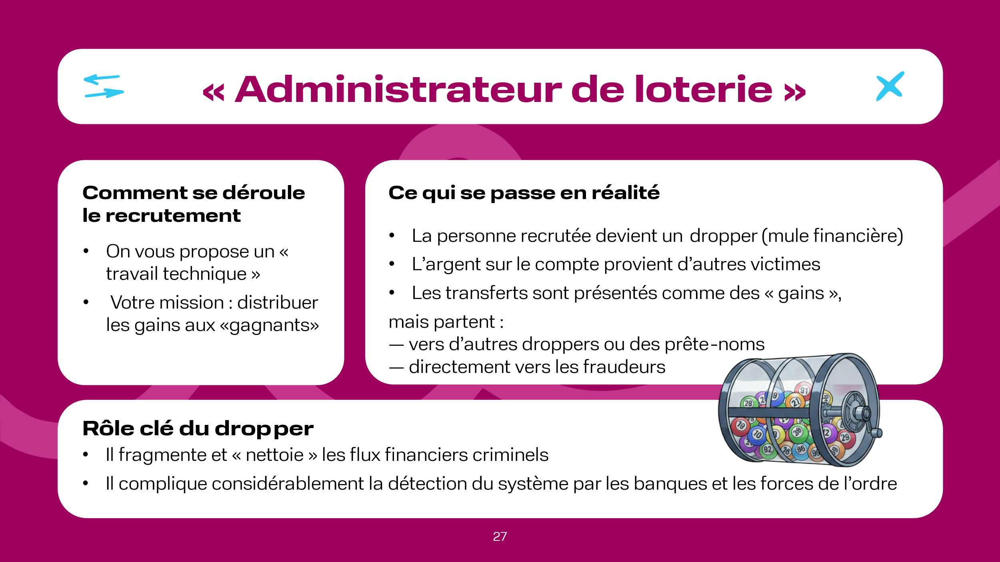 « Administrateur de loterie »
Comment se déroule
le recrutement
• On vous propose un «
travail technique »
• Votre mission : distribuer
les gains aux «gagnants»
Ce qui se passe en réalité
• La personne recrutée devient un dropper (mule financière)
• L’argent sur le compte provient d’autres victimes
• Les transferts sont présentés comme des « gains »,
mais partent :
— vers d’autres droppers ou des prête-noms
— directement vers les fraudeurs
Rôle clé du dropper
• Il fragmente et « nettoie » les flux financiers criminels
• Il complique considérablement la détection du système par les banques et les forces de l’ordre
27